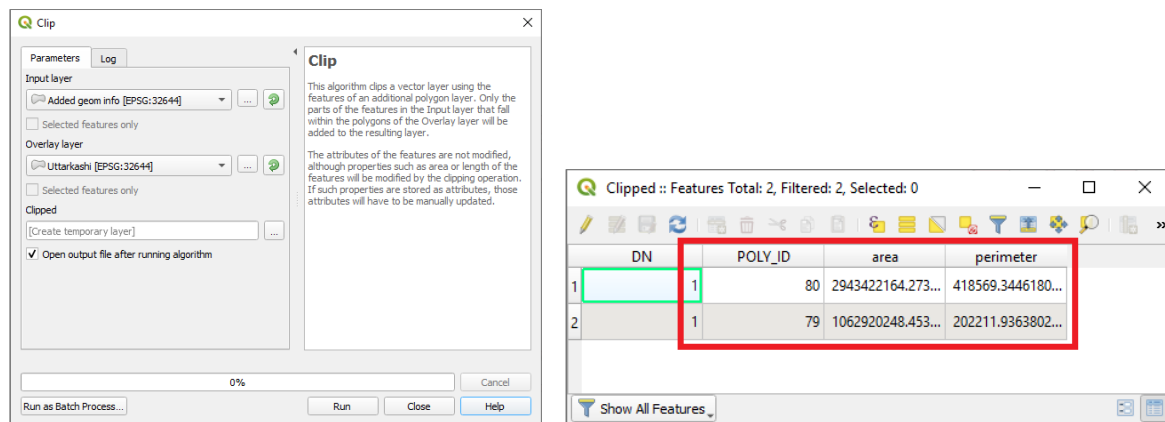 Clip
Parameters
Log
Input layer
Added geom info [EPSG:32644]
...
Selected features only
Overlay layer
Uttarkashi [EPSG:32644]
...
Selected features only
Clipped
[Create temporary layer]
...
Open output file after running algorithm
Clip
This algorithm clips a vector layer using the
features of an additional polygon layer. Only the
parts of the features in the Input layer that fall
within the polygons of the Overlay layer will be
added to the resulting layer.
The attributes of the features are not modified,
although properties such as area or length of the
features will be modified by the clipping operation.
If such properties are stored as attributes, those
attributes will have to be manually updated.
0%
Cancel
Run as Batch Process...
Run
Close
Help
Clipped :: Features Total: 2, Filtered: 2, Selected: 0
»
DN POLY_ID area perimeter
1 1 80 2943422164.273... 418569.3446180...
2 1 79 1062920248.453... 202211.9363802...
Show All Features